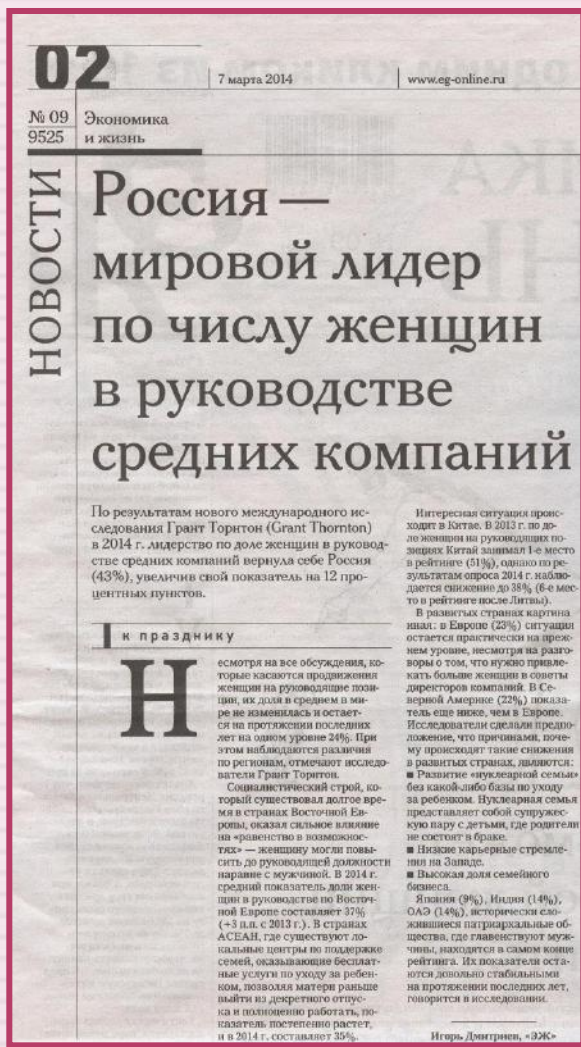 02
7 марта 2014
www.eg-online.ru
№ 09
9525
Экономика
и жизнь
НОВОСТИ
Россия —
мировой лидер
по числу женщин
в руководстве
средних компаний
По результатам нового международного ис-
следования Грант Торнтон (Grant Thornton)
в 2014 г. лидерство по доле женщин в руковод-
стве средних компаний вернула себе Россия
(43%), увеличив свой показатель на 12 про-
центных пунктов.
к празднику
Несмотря на все обсуждения, ко-
торые касаются продвижения
женщин на руководящие пози-
ции, их доля в среднем в ми-
ре не изменилась и остает-
ся на протяжении последних
лет на одном уровне 24%. При
этом наблюдаются различия
по регионам, отмечают исследо-
ватели Грант Торнтон.
Социалистический строй, ко-
торый существовал долгое вре-
мя в странах Восточной Ев-
ропы, оказал сильное влияние
на «равенство в возможнос-
тях» — женщину могли повы-
сить до руководящей должности
наравне с мужчиной. В 2014 г.
средний показатель доли жен-
щин в руководстве по Восточ-
ной Европе составляет 37%
(+3 п.п. с 2013 г.). В странах
АСЕАН, где существуют ло-
кальные центры по поддержке
семей, оказывающие бесплат-
ные услуги по уходу за ребен-
ком, позволяя матери раньше
выйти из декретного отпус-
ка и полноценно работать, по-
казатель постепенно растет,
и в 2014 г. составляет 35%.
Интересная ситуация проис-
ходит в Китае. В 2013 г. по до-
ле женщин на руководящих по-
зициях Китай занимал 1-е место
в рейтинге (51%), однако по ре-
зультатам опроса 2014 г. наблю-
дается снижение до 38% (6-е мес-
то в рейтинге после Литвы).
В развитых странах картина
иная: в Европе (23%) ситуация
остается практически на преж-
нем уровне, несмотря на разго-
воры о том, что нужно привле-
кать больше женщин в советы
директоров компаний. В Се-
верной Америке (22%) показа-
тель еще ниже, чем в Европе.
Исследователи сделали предпо-
ложение, что причинами, поче-
му происходят такие снижения
в развитых странах, являются:
■ Развитие «нуклеарной семьи»
без какой-либо базы по уходу
за ребенком. Нуклеарная семья
представляет собой супружес-
кую пару с детьми, где родители
не состоят в браке.
■ Низкие карьерные стремле-
ния на Западе.
■ Высокая доля семейного
бизнеса.
Япония (9%), Индия (14%),
ОАЭ (14%), исторически сло-
жившиеся патриархальные об-
щества, где главенствуют муж-
чины, находятся в самом конце
рейтинга. Их показатели оста-
ются довольно стабильными
на протяжении последних лет,
говорится в исследовании.
Игорь Дмитриев, «ЭЖ»